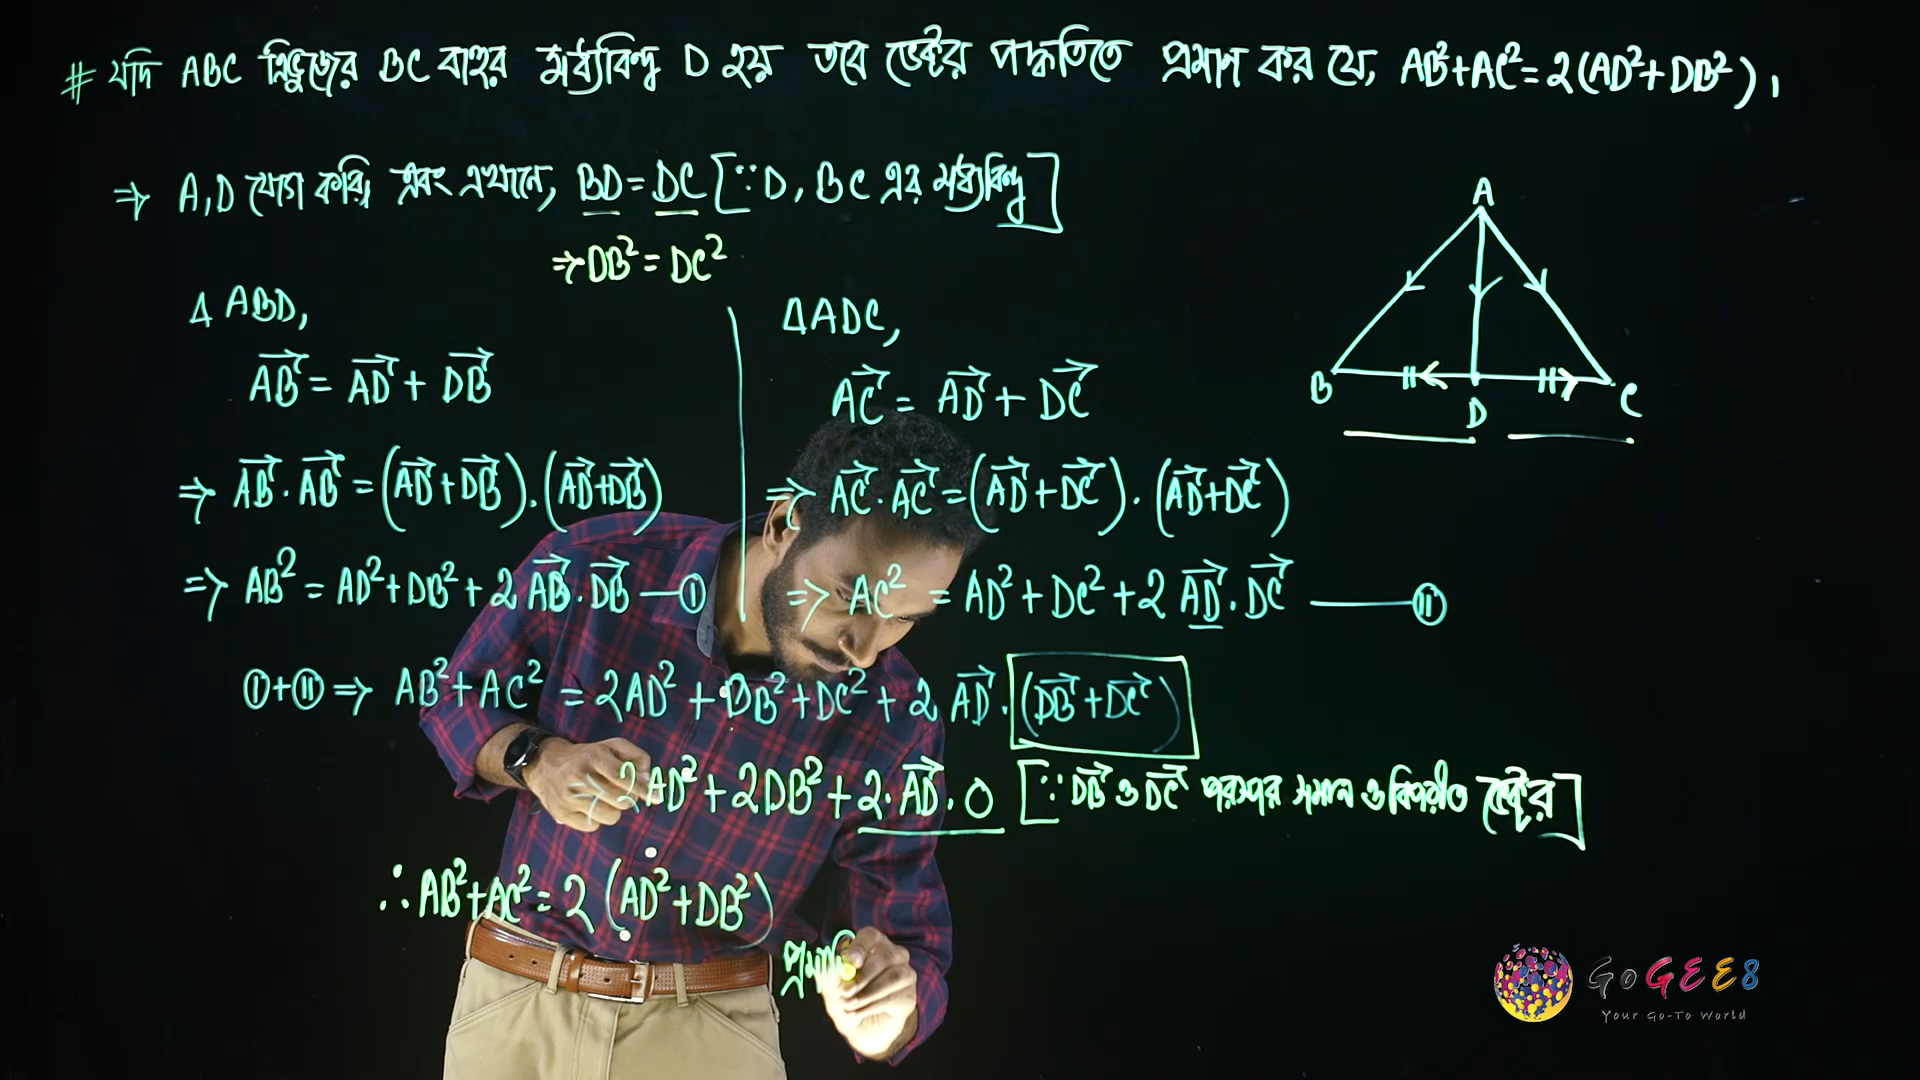 # যদি ABC ত্রিভুজের BC বাহুর মধ্যবিন্দু D হয় তবে ভেক্টর পদ্ধতিতে প্রমাণ কর যে, AB²+AC²=2(AD²+DB²)।
⇒ A,D যোগ করি এবং এখানে, BD=DC [∵D, BC এর মধ্যবিন্দু]
⇒DB²=DC²
Δ ABD,
AB⃗ = AD⃗ + DB⃗
⇒ AB⃗ . AB⃗ = (AD⃗+DB⃗).(AD⃗+DB⃗)
⇒ AB² = AD²+DB²+2 AB⃗.DB⃗ — ⓘ
ΔADC,
AC⃗ = AD⃗ + DC⃗
⇒ AC⃗ . AC⃗ = (AD⃗+DC⃗) . (AD⃗+DC⃗)
⇒ AC² = AD²+DC²+2 AD⃗.DC⃗ — (ii)
A
B
D
C
(i)+(ii)⇒ AB²+AC² = 2AD²+DB²+DC²+2 AD⃗.(DB⃗+DC⃗)
2AD²+2DB²+2.AD⃗.0 [∵DB⃗ ও DC⃗ পরস্পর সমান ও বিপরীত ভেক্টর]
∴AB²+AC²=2(AD²+DB²)
GoGEE8
Your Go-To World